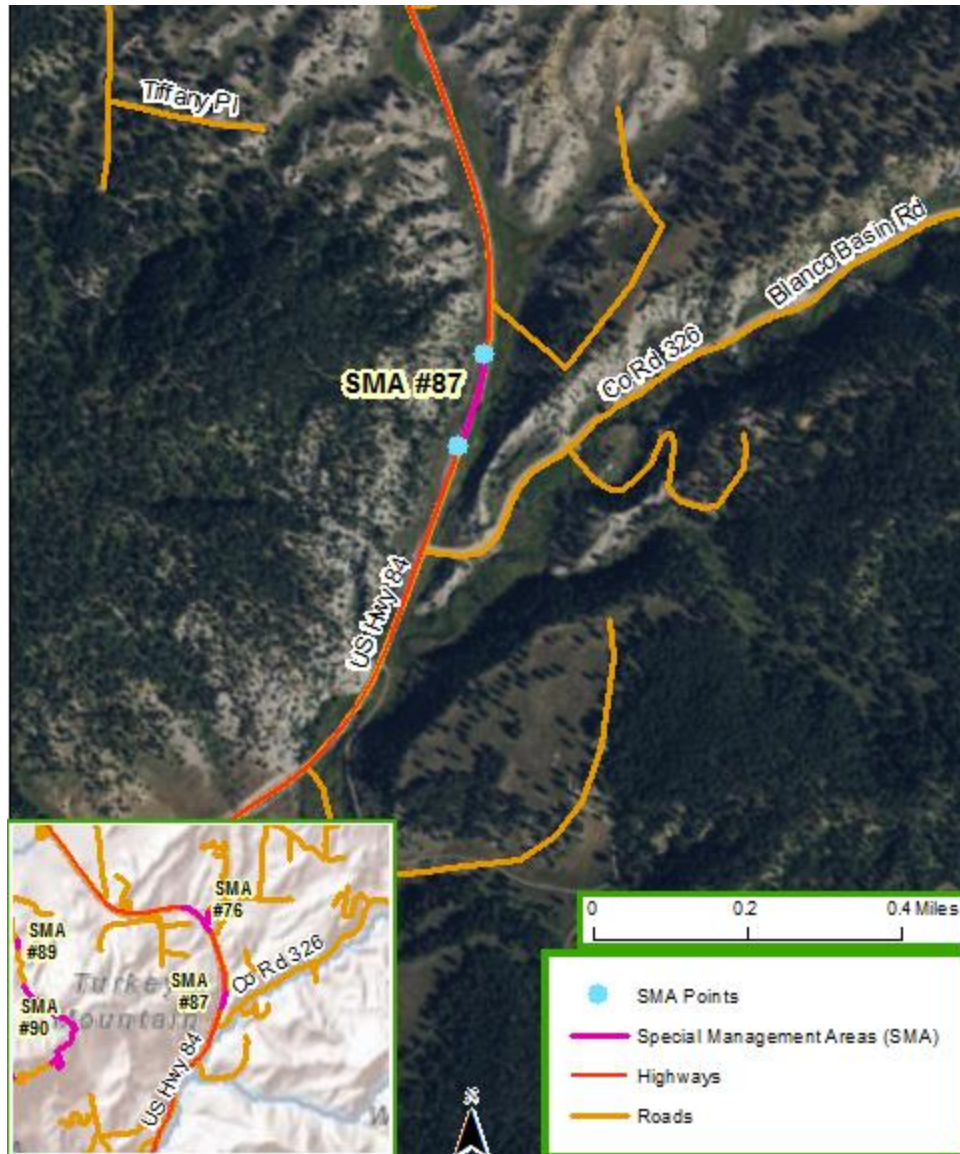 Tiffany Pl
Blanco Basin Rd
SMA #87
Co Rd 326
US Hwy 84
SMA
#76
SMA
#89
Co Rd 326
Turkey
SMA
#87
SMA
#90
Mountain
US Hwy 84
W
0 0.2 0.4 Miles
SMA Points
Special Management Areas (SMA)
Highways
Roads
N